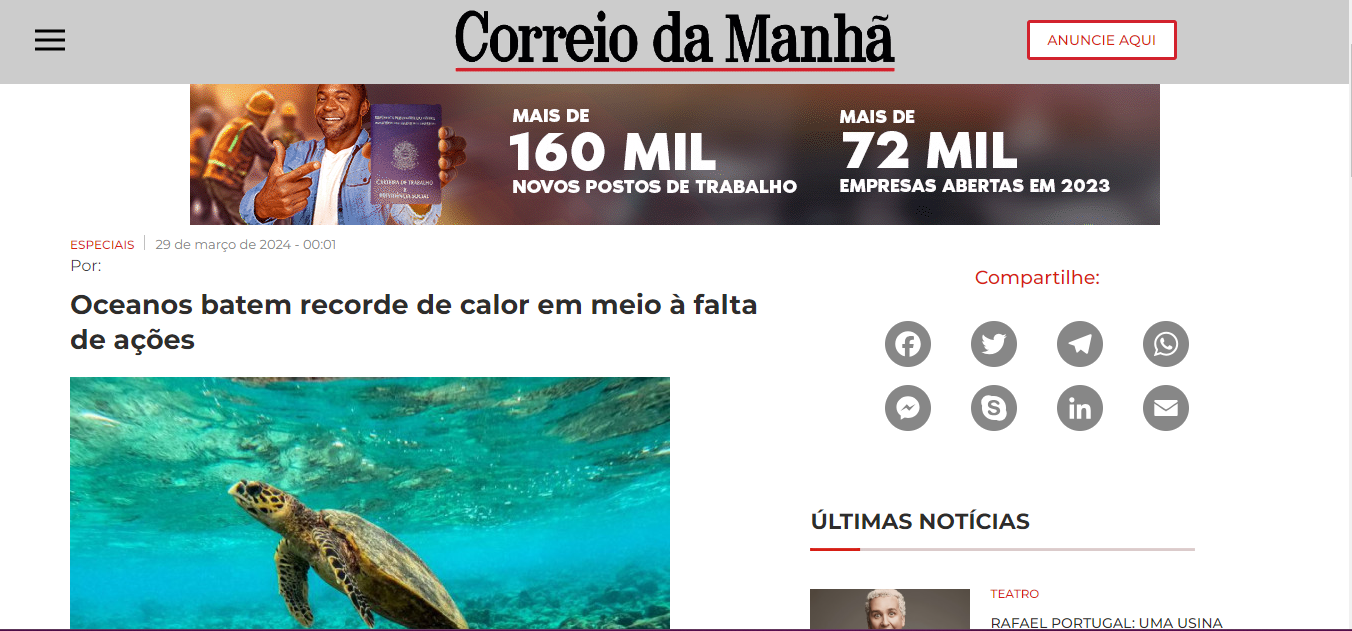 Correio da Manhã
ANUNCIE AQUI
MAIS DE
160 MIL
NOVOS POSTOS DE TRABALHO
MAIS DE
72 MIL
EMPRESAS ABERTAS EM 2023
CARTEIRA DE TRABALHO
E
PREVIDÊNCIA SOCIAL
ESPECIAIS
29 de março de 2024 - 00:01
Por:
Oceanos batem recorde de calor em meio à falta
de ações
Compartilhe:
ÚLTIMAS NOTÍCIAS
TEATRO
RAFAEL PORTUGAL: UMA USINA